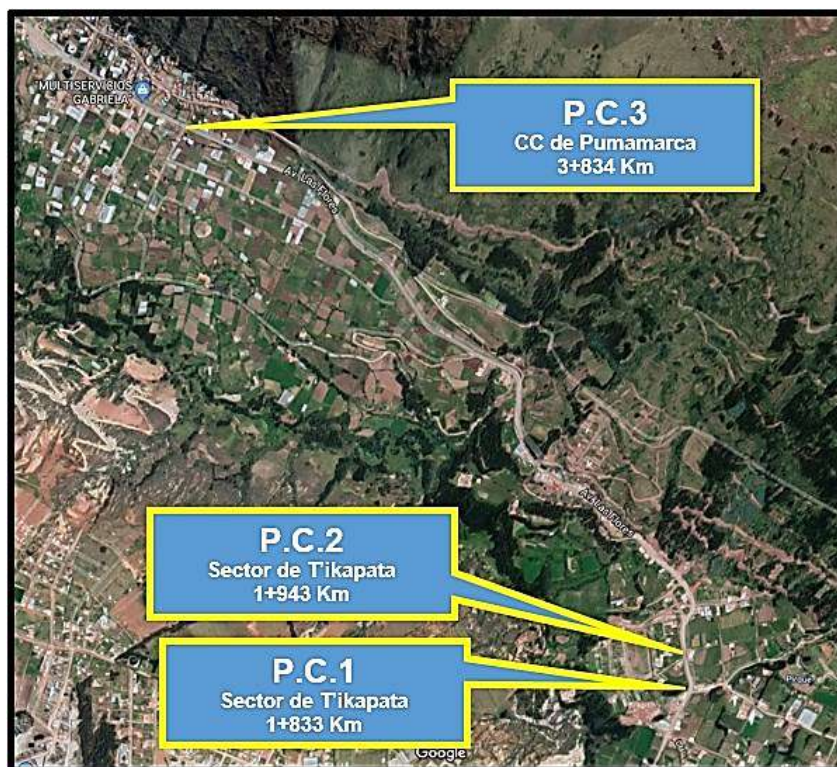 "MULTISERVICIOS
GABRIELA"
P.C.3
CC de Pumamarca
3+834 Km
Av. Las Flores
Av. Las Flores
P.C.2
Sector de T'ikapata
1+943 Km
P.C.1
Sector de T'ikapata
1+833 Km
Google